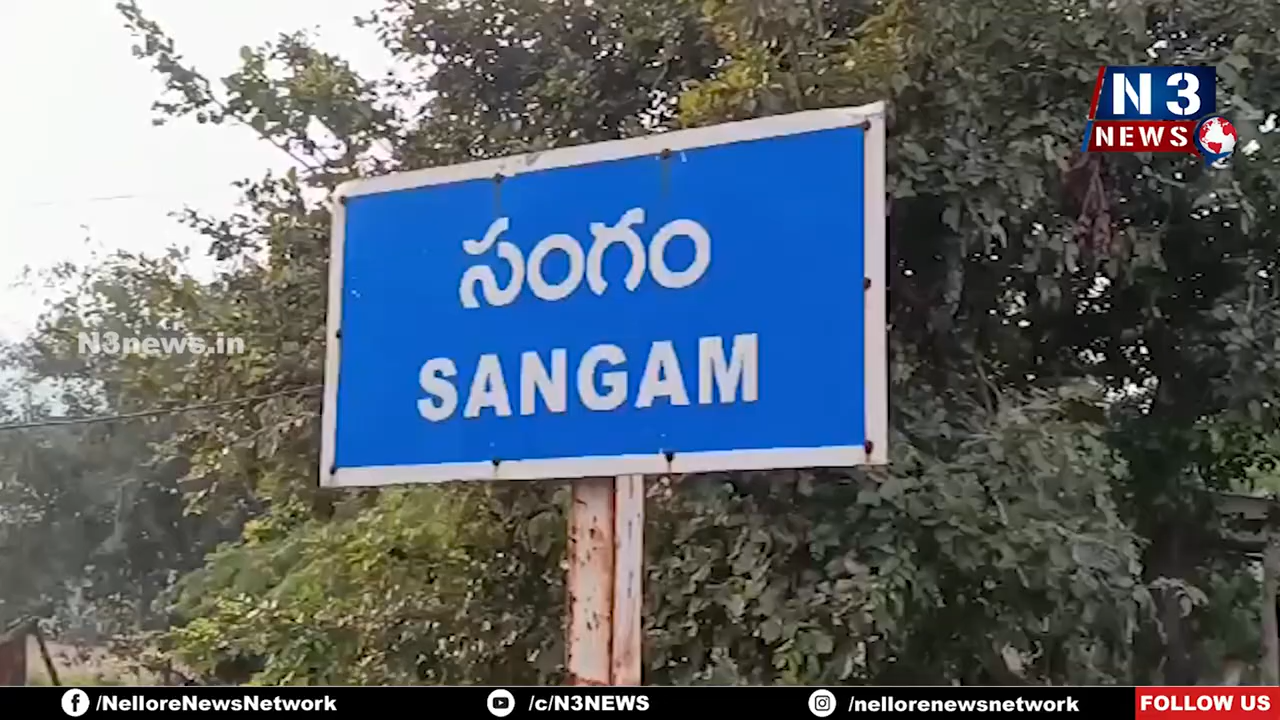 N3
NEWS
సంగం
SANGAM
N3news.in
/NelloreNewsNetwork
/c/N3NEWS
/nellorenewsnetwork
FOLLOW US